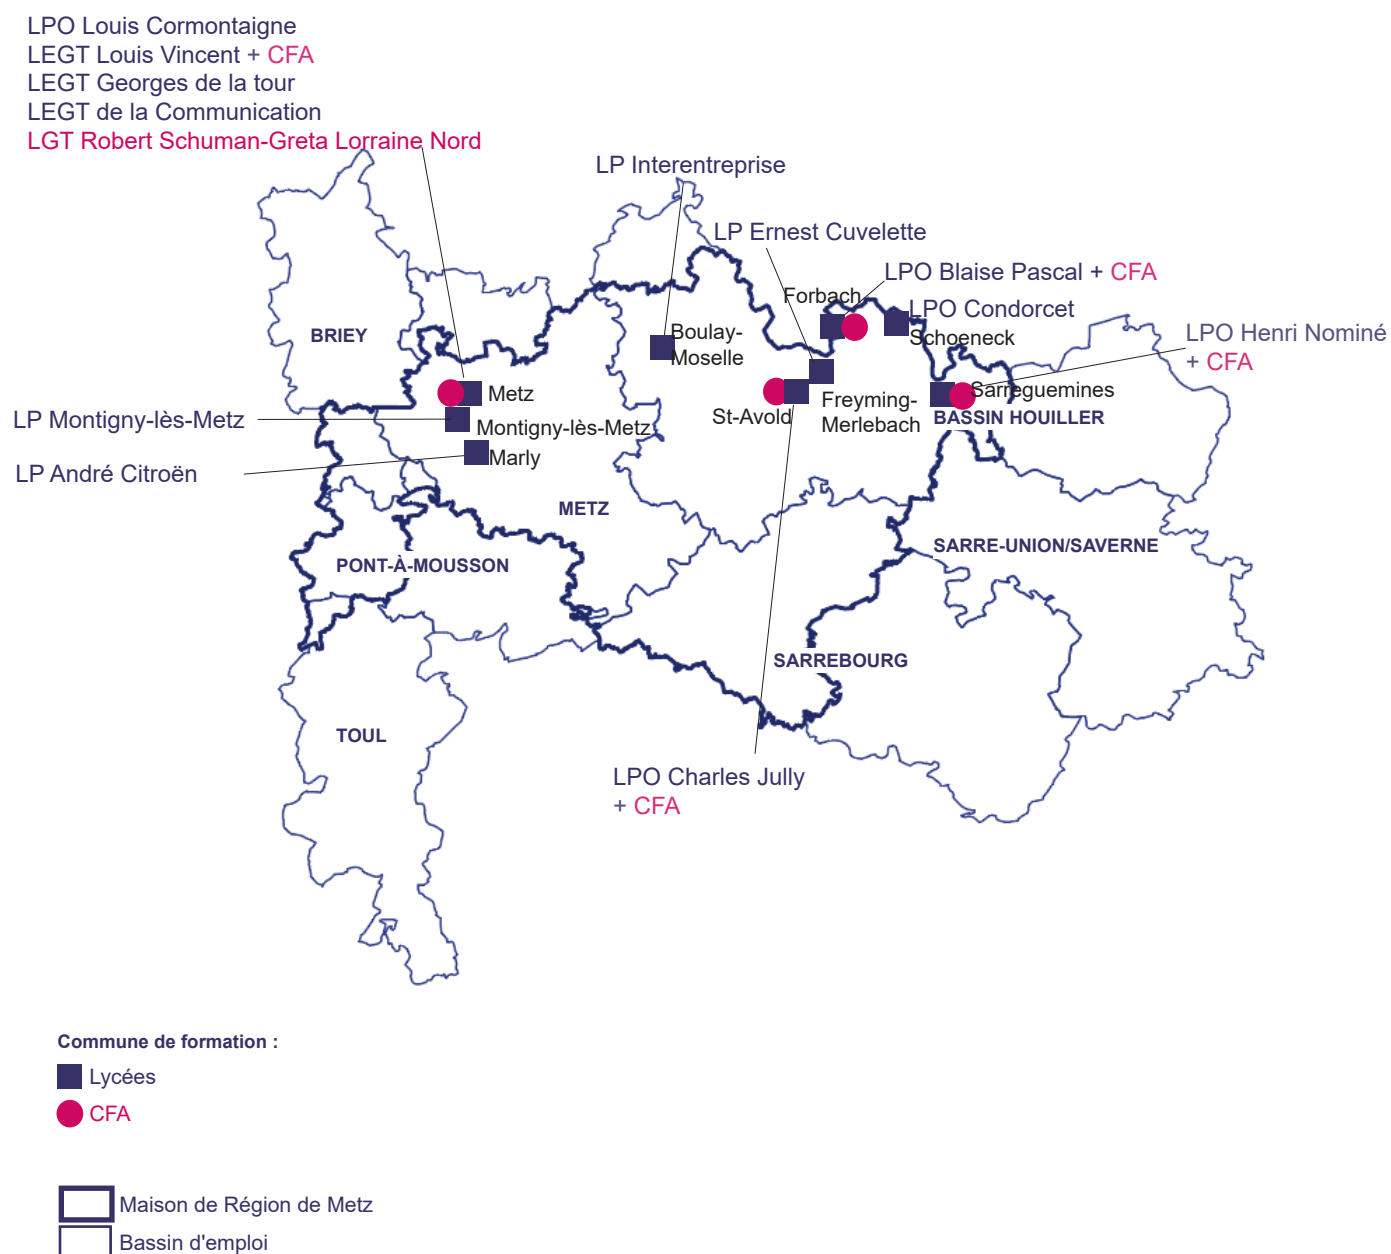 LPO Louis Cormontaigne
LEGT Louis Vincent + CFA
LEGT Georges de la tour
LEGT de la Communication
LGT Robert Schuman-Greta Lorraine Nord
LP Interentreprise
LP Ernest Cuvelette
LPO Blaise Pascal + CFA
Forbach
LPO Condorcet
Schoeneck
LPO Henri Nominé
+ CFA
BRIEY
Boulay-
Moselle
Metz
Sarreguemines
LP Montigny-lès-Metz
Montigny-lès-Metz
St-Avold
Freyming-
Merlebach
BASSIN HOUILLER
LP André Citroën
Marly
METZ
SARRE-UNION/SAVERNE
PONT-À-MOUSSON
SARREBOURG
TOUL
LPO Charles Jully
+ CFA
Commune de formation :
Lycées
CFA
Maison de Région de Metz
Bassin d'emploi